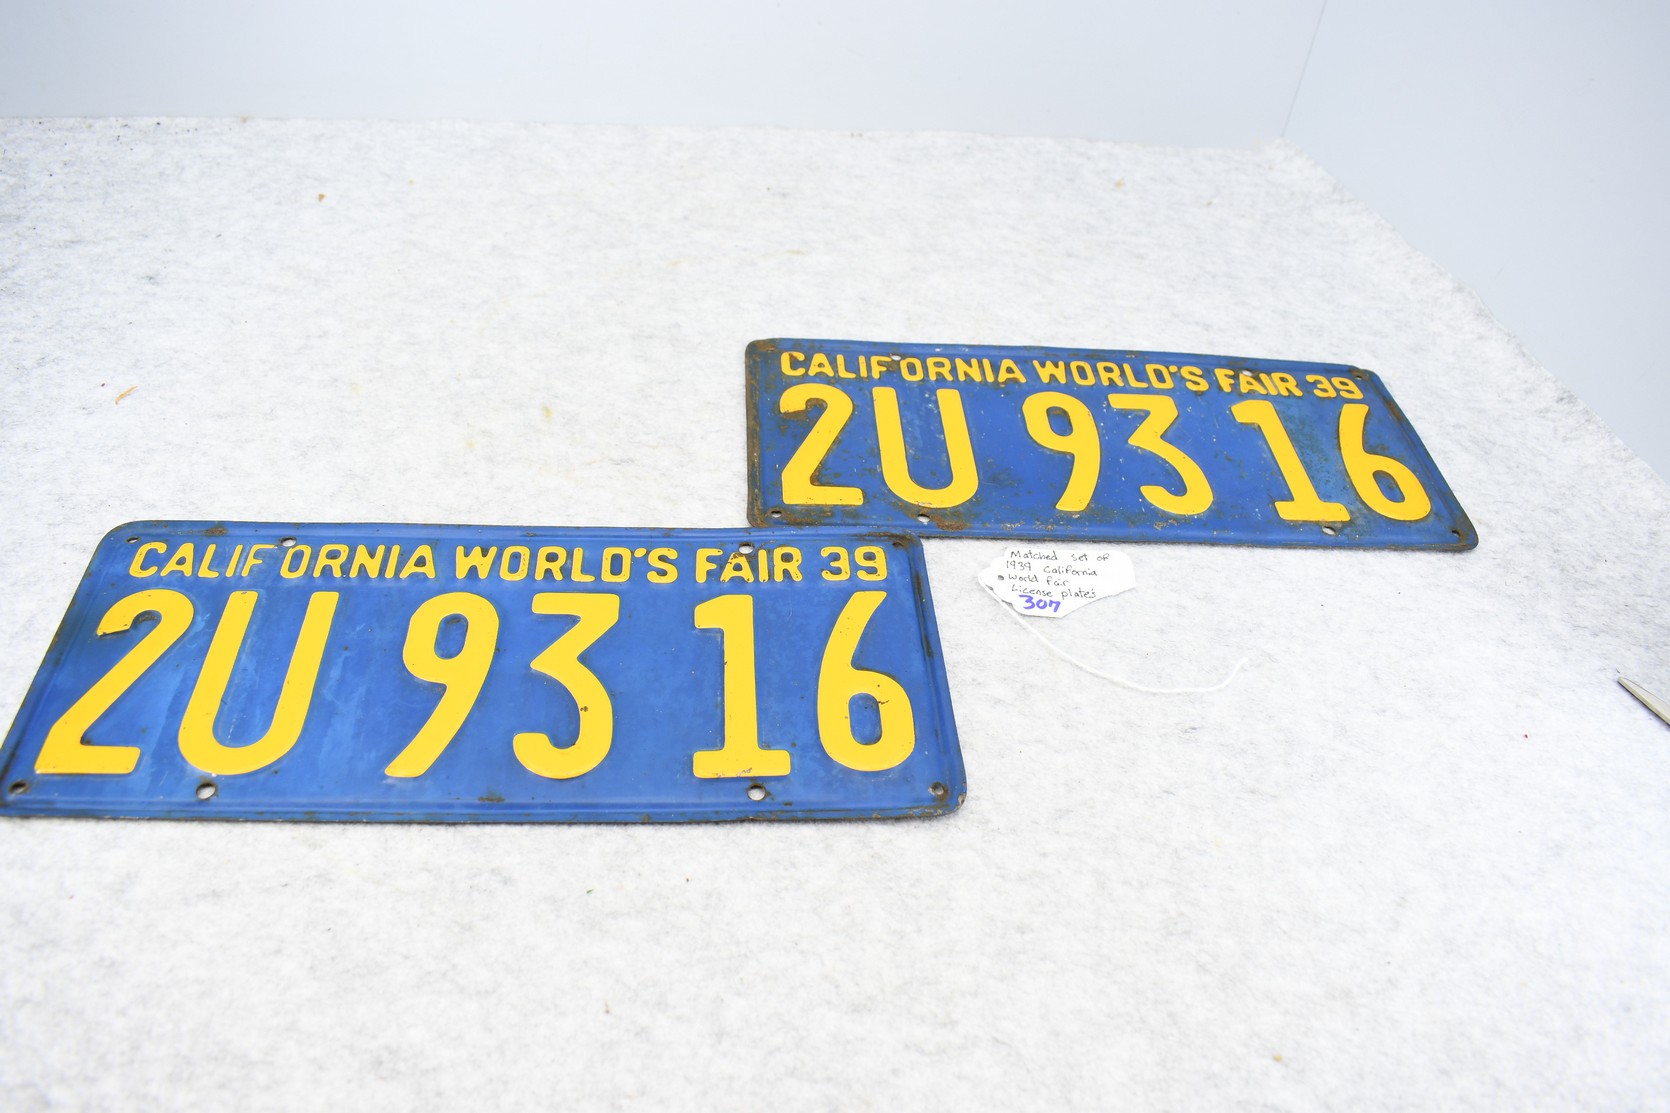 CALIFORNIA WORLD'S FAIR 39
2U 93 16
CALIFORNIA WORLD'S FAIR 39
2U 93 16
Matched set of
1939 California
world fair
License plates
307